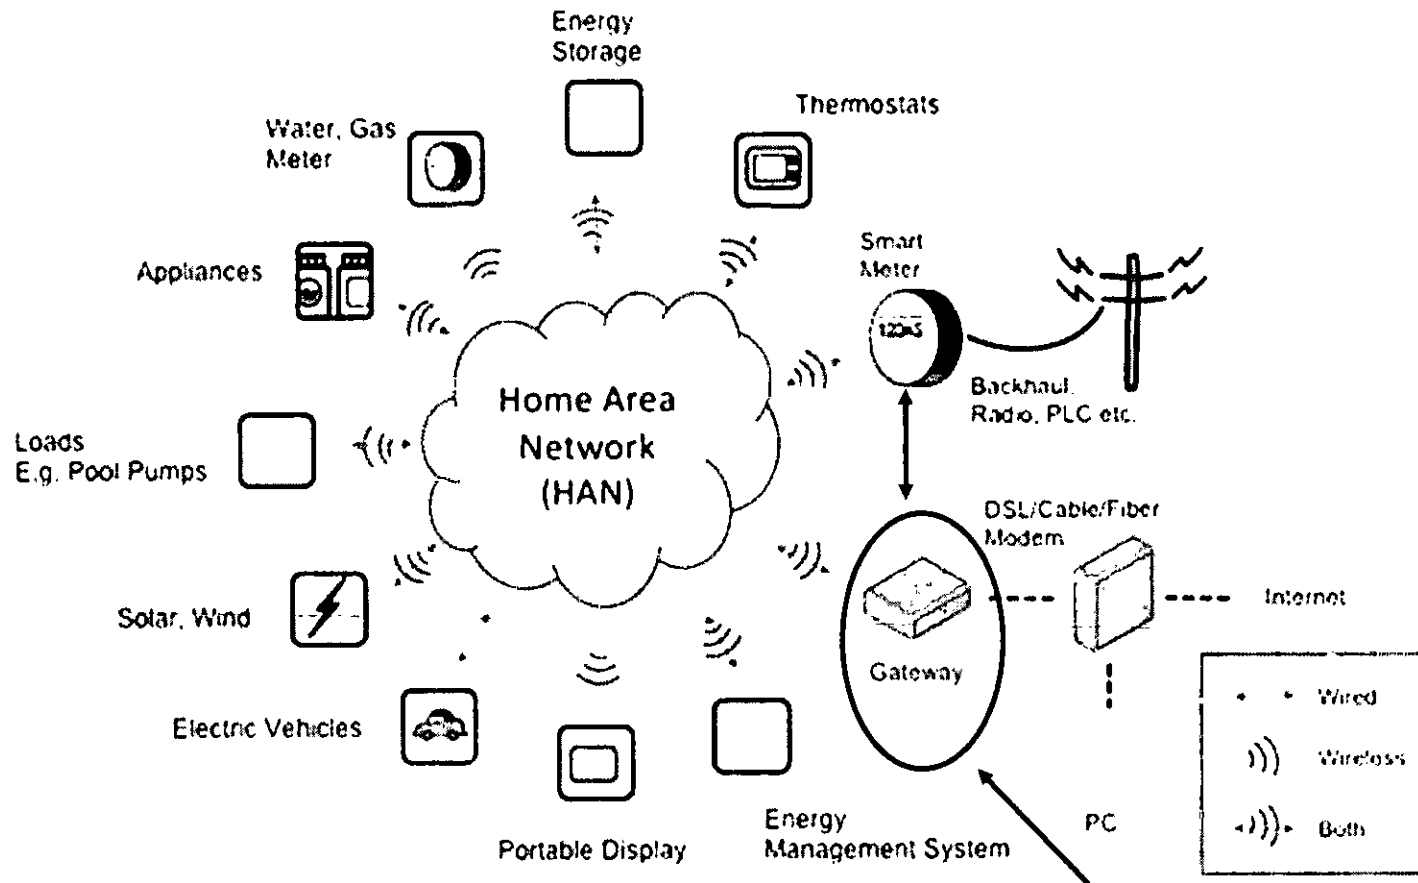 Energy
Storage
Thermostats
Water, Gas
Meter
Smart
Meter
Appliances
Home Area
Network
(HAN)
Backhaul,
Radio, PLC etc.
Loads
E.g. Pool Pumps
DSL/Cable/Fiber
Modem
Solar, Wind
Internet
Gateway
Wired
Electric Vehicles
Wireless
PC
Both
Portable Display
Energy
Management System